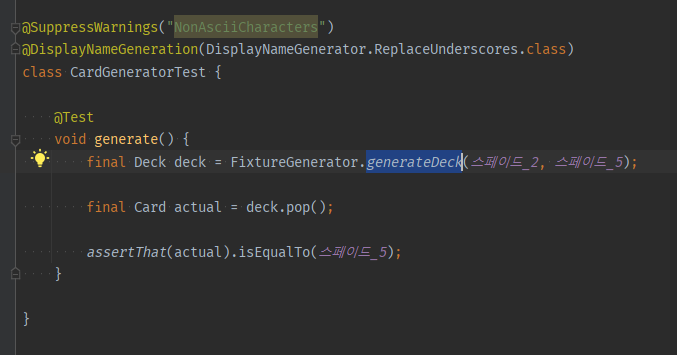 @SuppressWarnings("NonAsciiCharacters")
@DisplayNameGeneration(DisplayNameGenerator.ReplaceUnderscores.class)
class CardGeneratorTest {
@Test
void generate() {
final Deck deck = FixtureGenerator.generateDeck(스페이드_2, 스페이드_5);
final Card actual = deck.pop();
assertThat(actual).isEqualTo(스페이드_5);
}
}